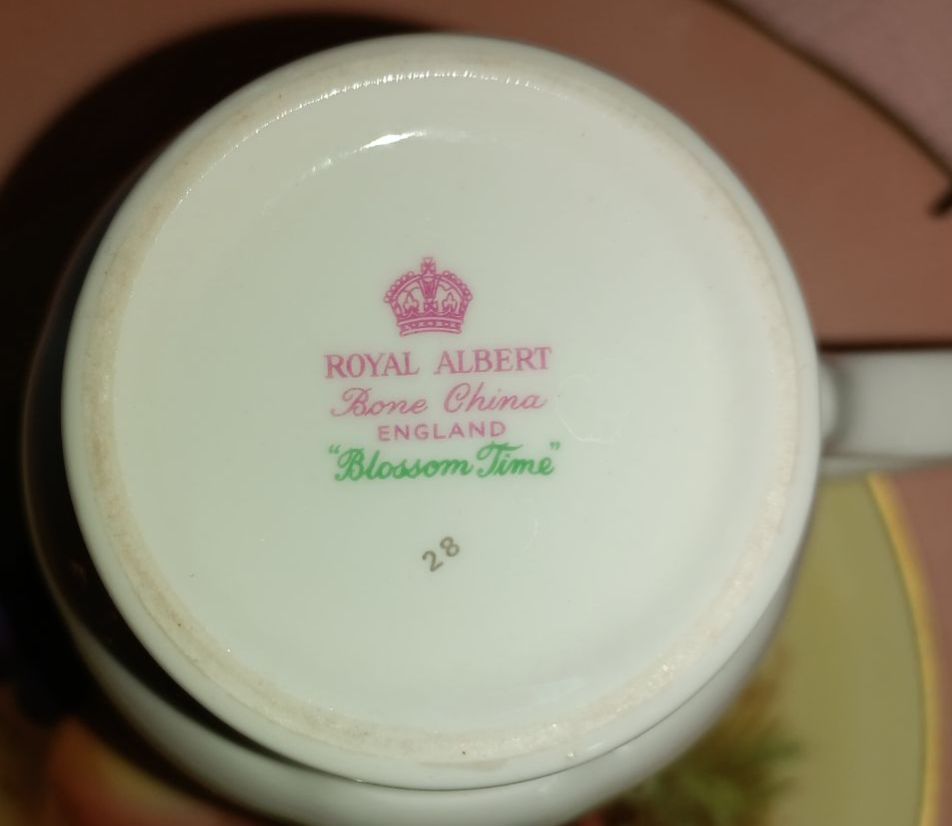 ROYAL ALBERT
Bone China
ENGLAND
"Blossom Time"
28